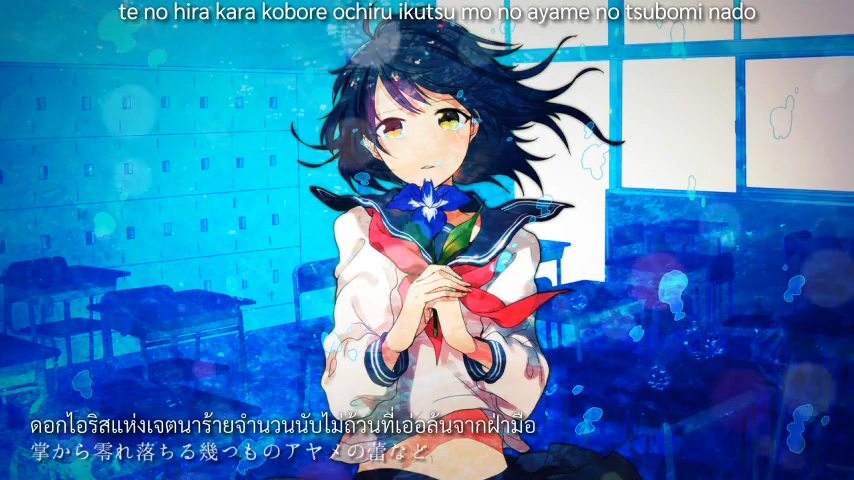 te no hira kara kobore ochiru ikutsu mo no ayame no tsubomi nado
ดอกไอริสแห่งเจตนาร้ายจำนวนนับไม่ถ้วนที่เอ่อล้นจากฝ่ามือ
掌から零れ落ちる幾つものアヤメの蕾など